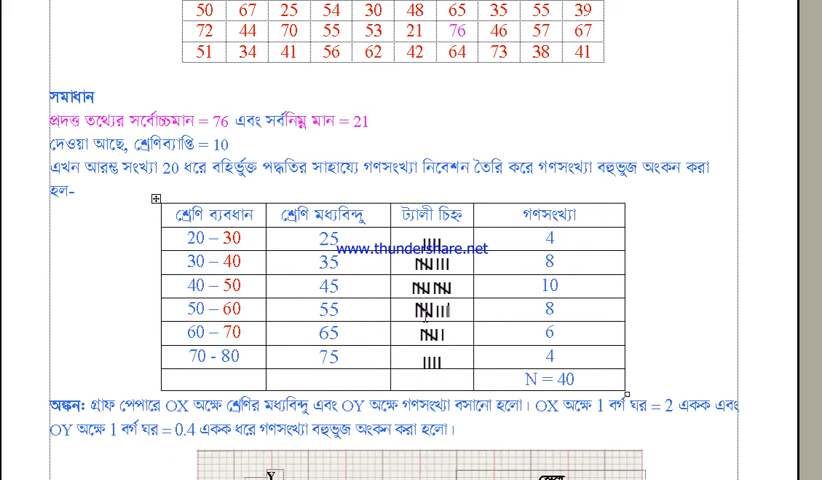 50 67 25 54 30 48 65 35 55 39
72 44 70 55 53 21 76 46 57 67
51 34 41 56 62 42 64 73 38 41
সমাধান
প্রদত্ত তথ্যের সর্বোচ্চমান = 76 এবং সর্বনিম্ন মান = 21
দেওয়া আছে, শ্রেণিব্যাপ্তি = 10
এখন আরম্ভ সংখ্যা 20 ধরে বহির্ভুক্ত পদ্ধতির সাহায্যে গণসংখ্যা নিবেশন তৈরি করে গণসংখ্যা বহুভুজ অংকন করা
হল-
শ্রেণি ব্যবধান শ্রেণি মধ্যবিন্দু ট্যালী চিহ্ন গণসংখ্যা
20 – 30 25 4
www.thundershare.net
30 – 40 35 8
40 – 50 45 10
50 – 60 55 8
60 – 70 65 6
70 - 80 75 4
N = 40
অঙ্কন: গ্রাফ পেপারে OX অক্ষে শ্রেণির মধ্যবিন্দু এবং OY অক্ষে গণসংখ্যা বসানো হলো। OX অক্ষে 1 বর্গ ঘর = 2 একক এবং
OY অক্ষে 1 বর্গ ঘর = 0.4 একক ধরে গণসংখ্যা বহুভুজ অংকন করা হলো।
Y